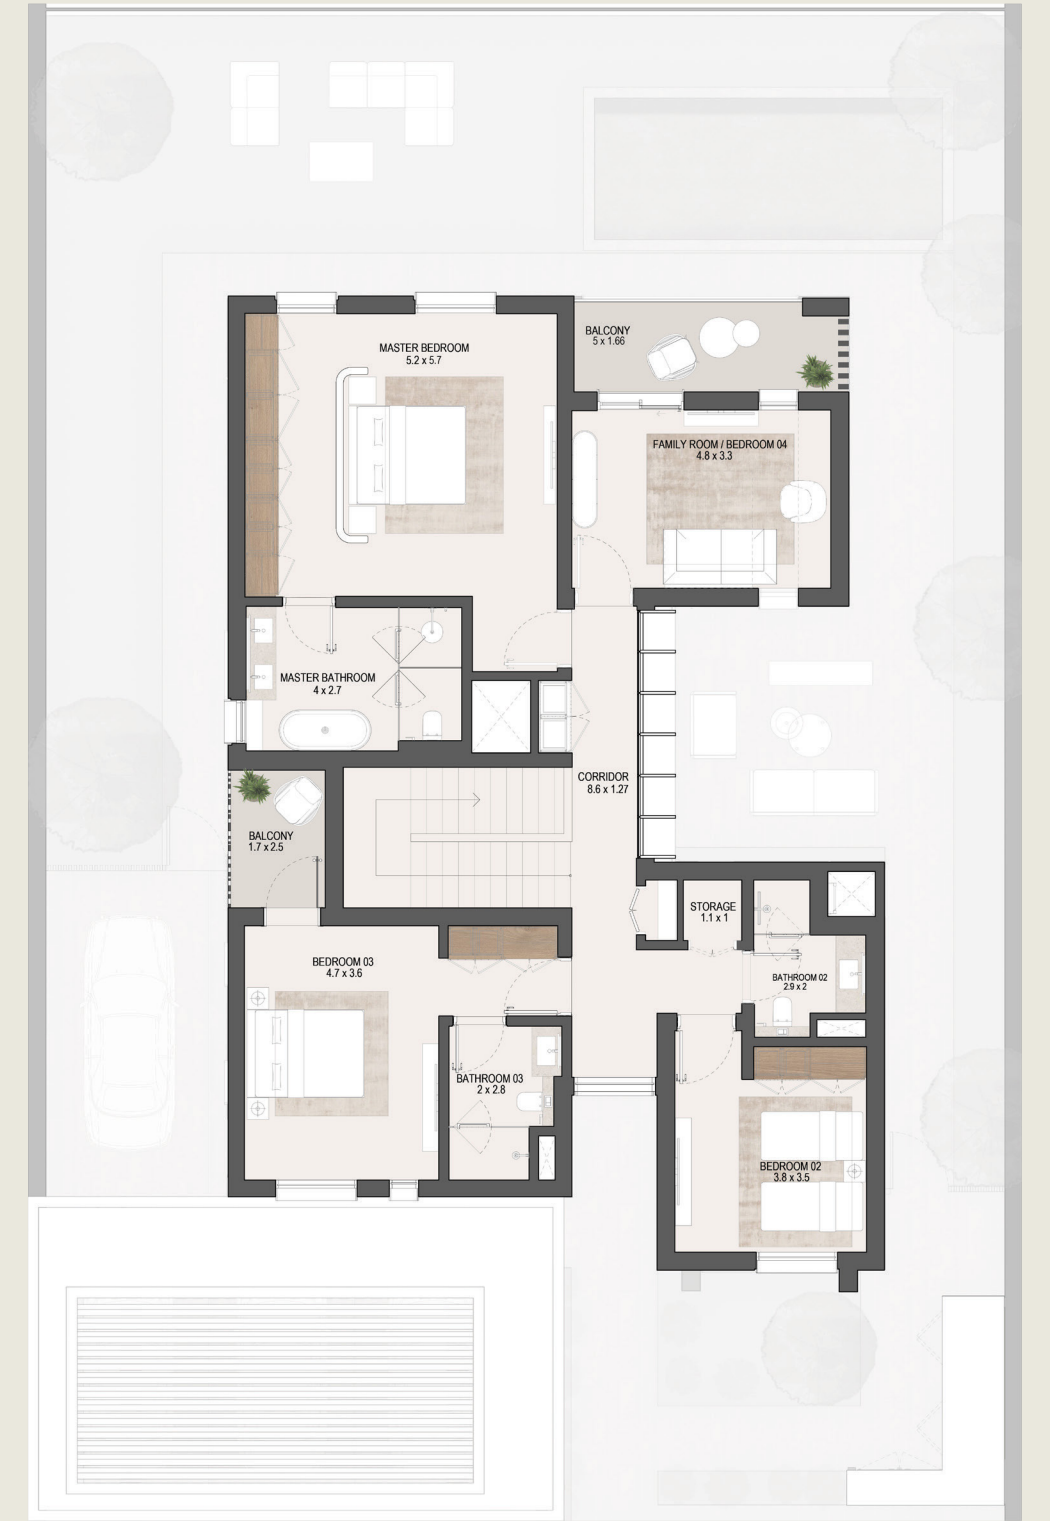 MASTER BEDROOM
5.2 x 5.7
BALCONY
5 x 1.66
FAMILY ROOM / BEDROOM 04
4.8 x 3.3
MASTER BATHROOM
4 x 2.7
CORRIDOR
8.6 x 1.27
BALCONY
1.7 x 2.5
STORAGE
1.1 x 1
BEDROOM 03
4.7 x 3.6
BATHROOM 02
2.9 x 2
BATHROOM 03
2 x 2.8
BEDROOM 02
3.8 x 3.5